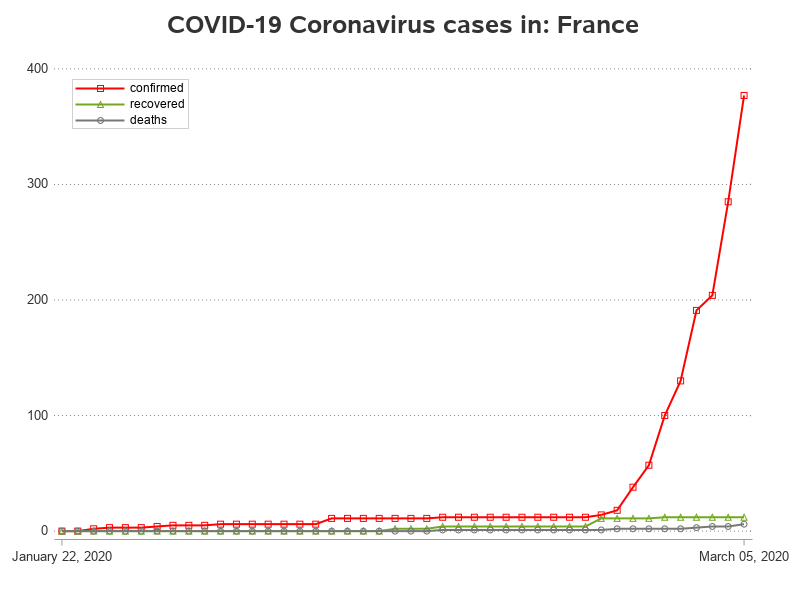 COVID-19 Coronavirus cases in: France
400
confirmed
recovered
deaths
300
200
100
0
January 22, 2020
March 05, 2020